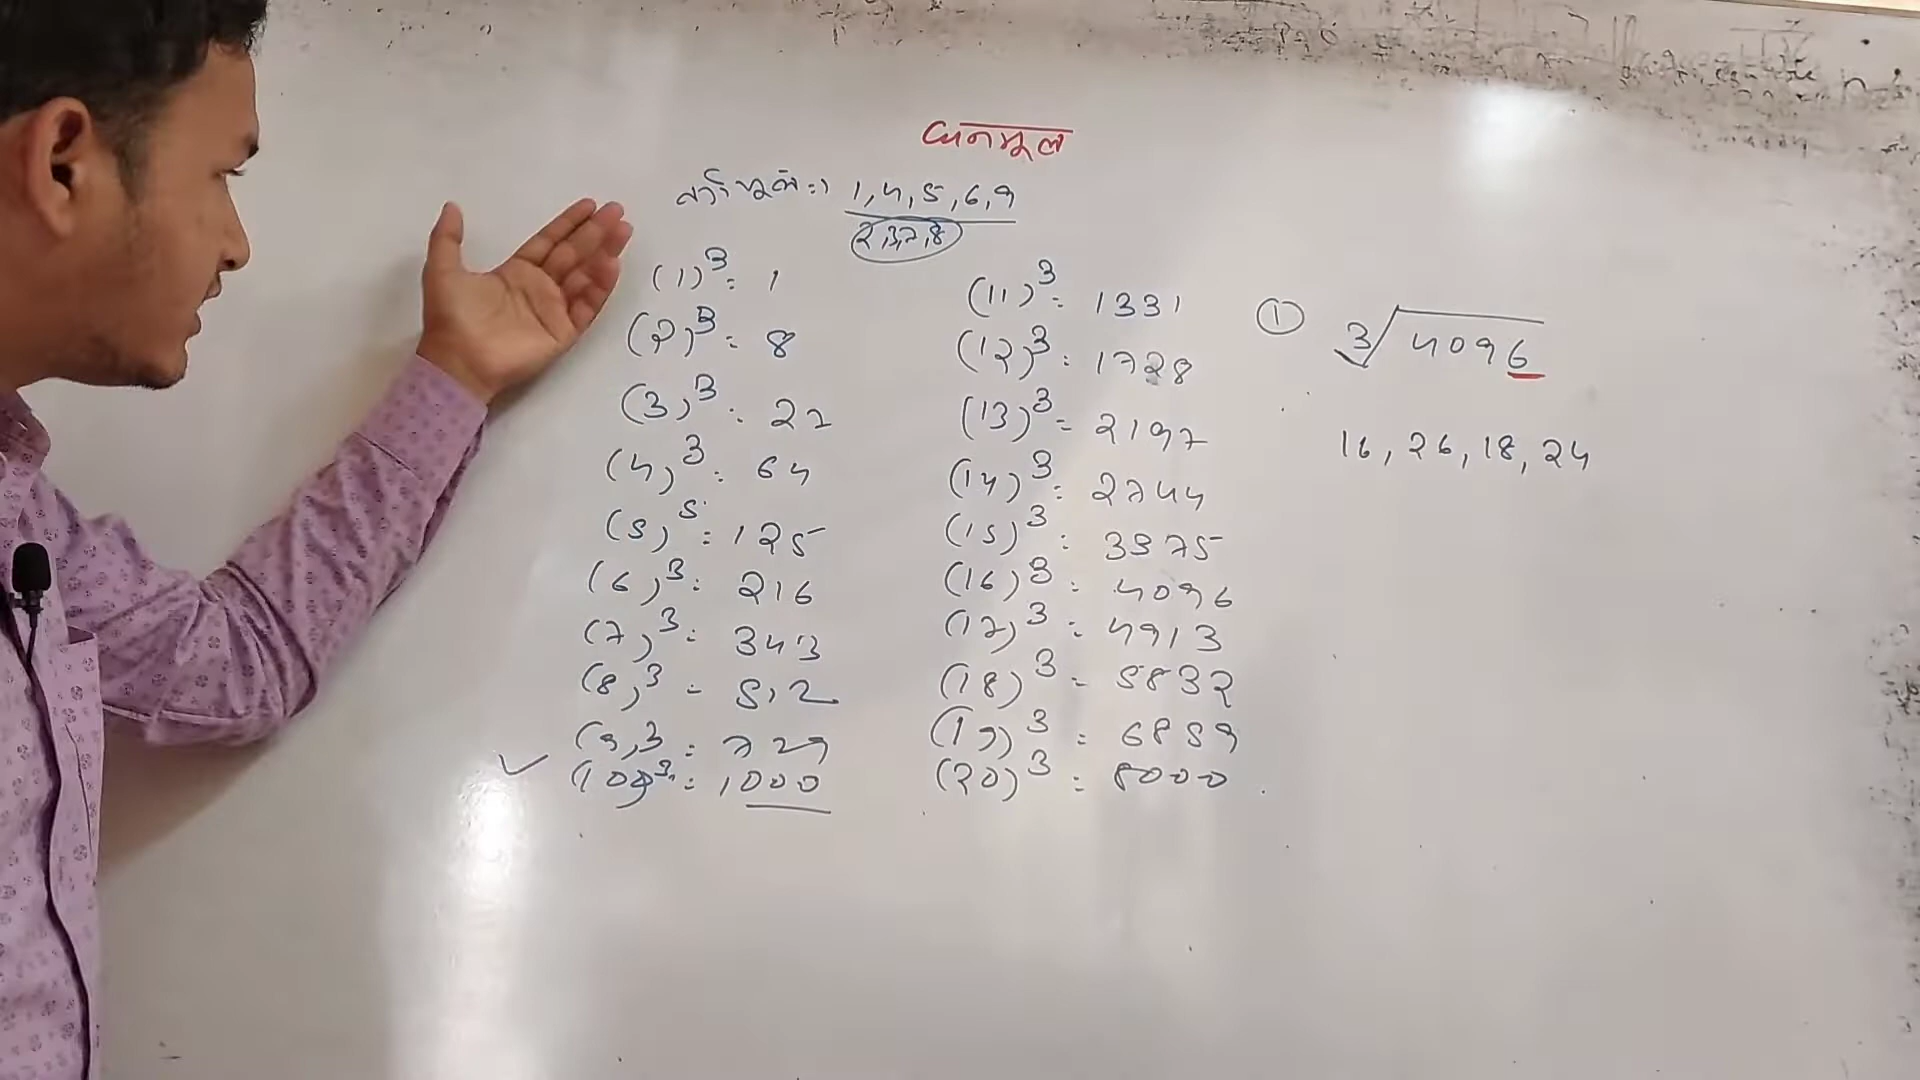 ঘনমূল
বর্গমূল:→ 1, 4, 5, 6, 9
2, 3, 7, 8
(1)³ = 1
(2)³ = 8
(3)³ = 27
(4)³ = 64
(5)⁵ = 125
(6)³ = 216
(7)³ = 343
(8)³ = 512
(9)³ = 729
(10)³ = 1000
(11)³ = 1331
(12)³ = 1728
(13)³ = 2197
(14)³ = 2744
(15)³ = 3375
(16)³ = 4096
(17)³ = 4913
(18)³ = 5832
(19)³ = 6859
(20)³ = 8000
① ∛4096
16, 26, 18, 24